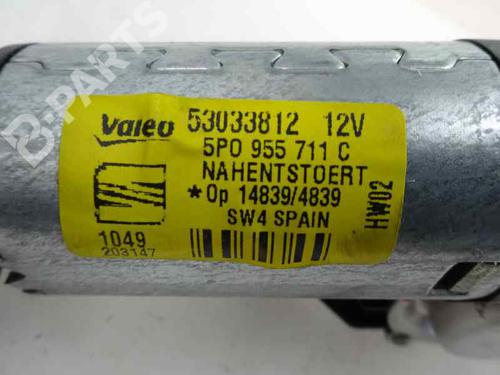 B-PARTS
Valeo 53033812 12V
5P0 955 711 C
NAHENTSTOERT
*Op 14839/4839
SW4 SPAIN
HW02
1049
203147